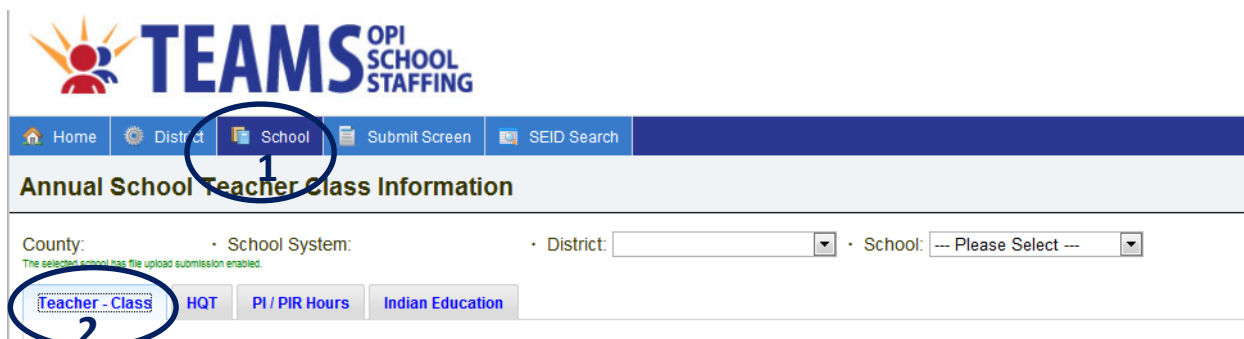 TEAMS OPI SCHOOL STAFFING
Home District School Submit Screen SEID Search
1
Annual School Teacher Class Information
County: · School System: · District: · School: --- Please Select ---
The selected school has file upload submission enabled.
Teacher - Class HQT PI / PIR Hours Indian Education
2